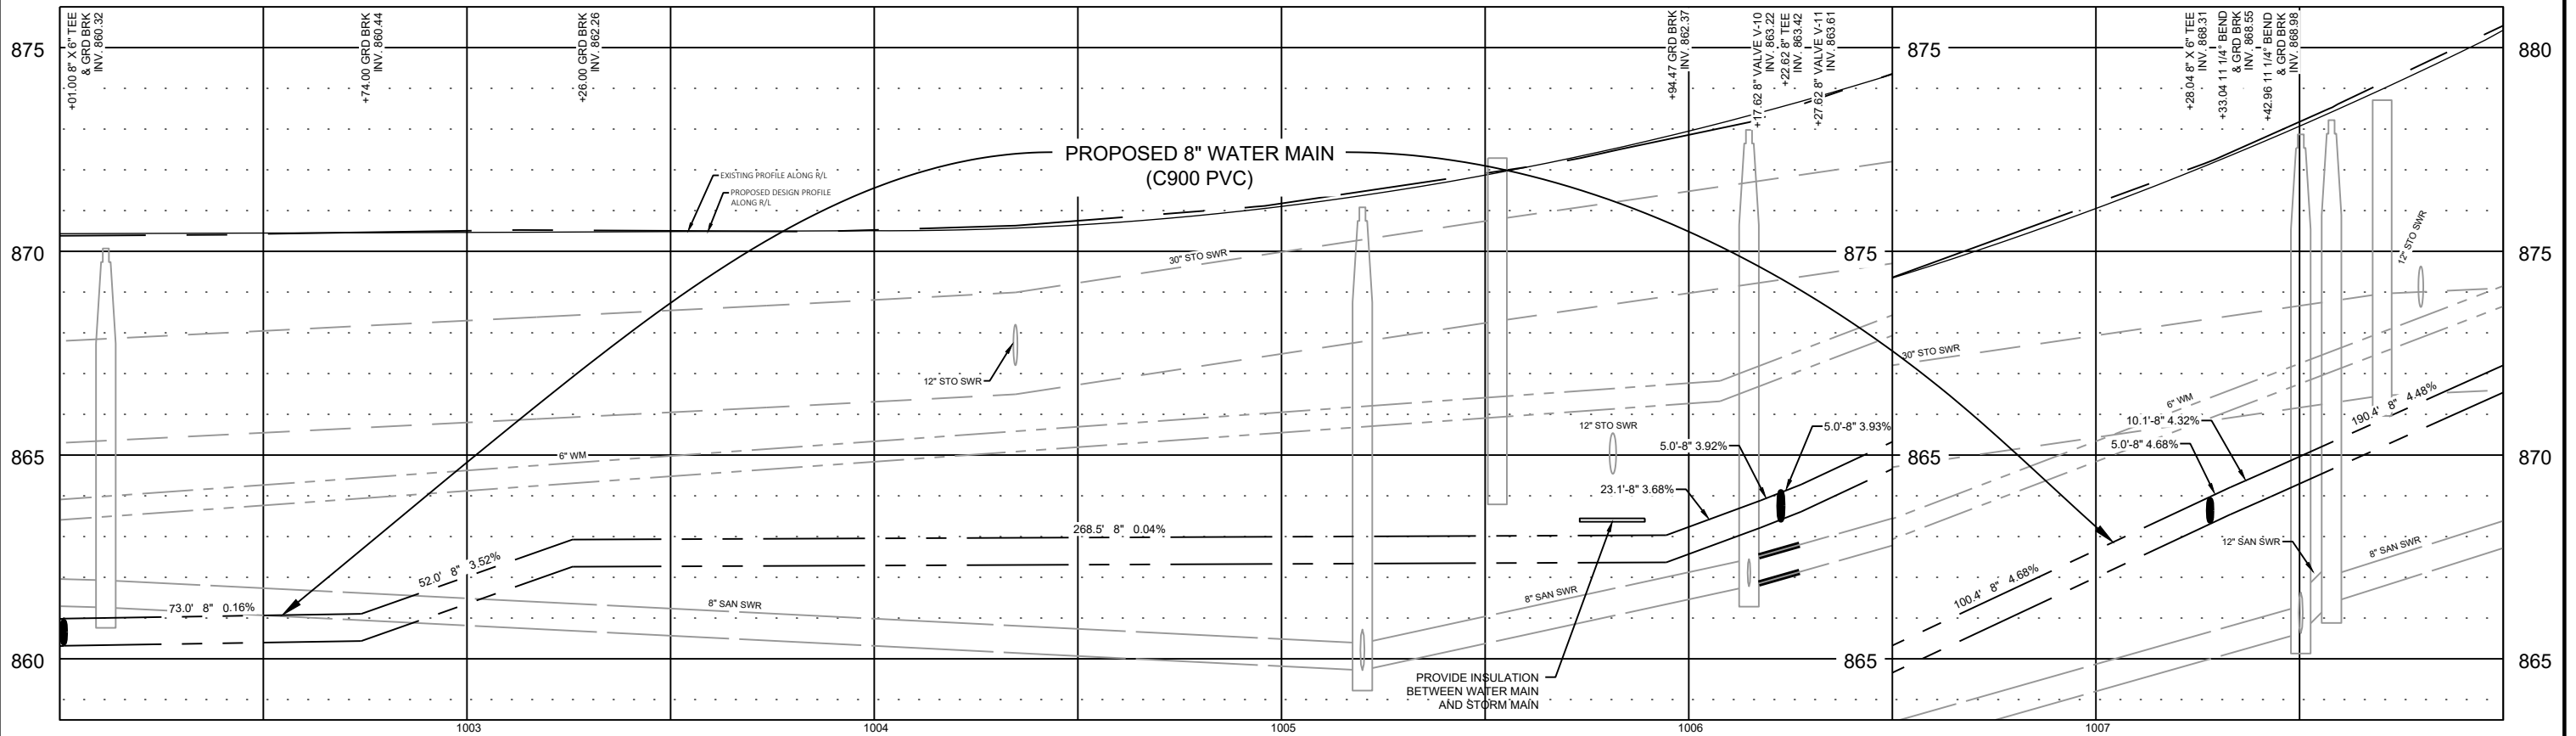 +01.00 8" X 6" TEE
& GRD BRK
INV. 860.32
+74.00 GRD BRK
INV. 860.44
+26.00 GRD BRK
INV. 862.26
+94.47 GRD BRK
INV. 862.37
+17.62 8" VALVE V-10
INV. 863.22
+22.62 8" TEE
INV. 863.42
+27.62 8" VALVE V-11
INV. 863.61
+28.04 8" X 6" TEE
INV. 868.31
+33.04 11 1/4° BEND
& GRD BRK
INV. 868.55
+42.96 11 1/4° BEND
& GRD BRK
INV. 868.98
875
875
880
PROPOSED 8" WATER MAIN
(C900 PVC)
EXISTING PROFILE ALONG R/L
PROPOSED DESIGN PROFILE
ALONG R/L
870
875
875
30" STO SWR
12" STO SWR
12" STO SWR
30" STO SWR
6" WM
190.4' 8" 4.48%
10.1'-8" 4.32%
5.0'-8" 4.68%
12" STO SWR
5.0'-8" 3.93%
5.0'-8" 3.92%
865
865
870
6" WM
23.1'-8" 3.68%
268.5' 8" 0.04%
52.0' 8" 3.52%
12" SAN SWR
8" SAN SWR
100.4' 8" 4.68%
73.0' 8" 0.16%
8" SAN SWR
8" SAN SWR
860
865
865
PROVIDE INSULATION
BETWEEN WATER MAIN
AND STORM MAIN
1003
1004
1005
1006
1007